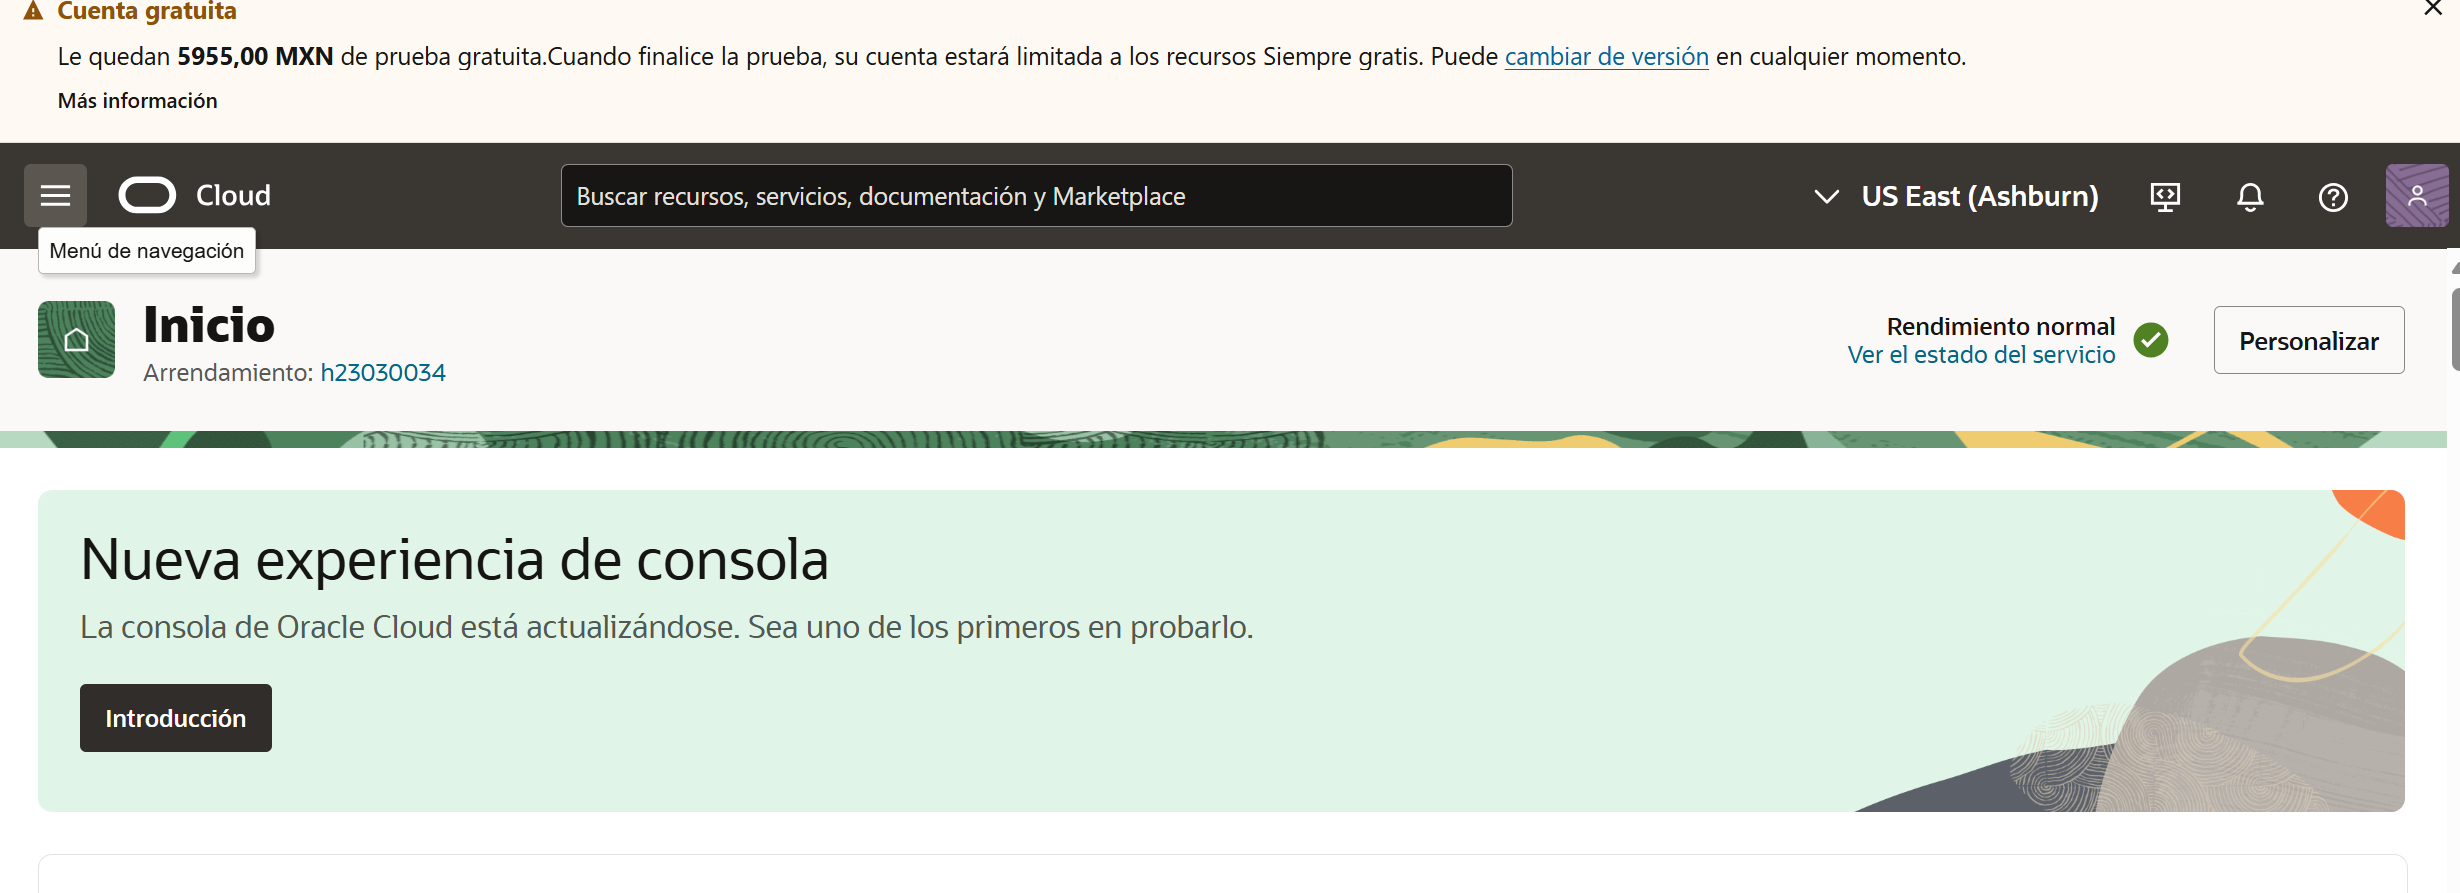 Cuenta gratuita
Le quedan 5955,00 MXN de prueba gratuita.Cuando finalice la prueba, su cuenta estará limitada a los recursos Siempre gratis. Puede cambiar de versión en cualquier momento.
Más información
Cloud
Buscar recursos, servicios, documentación y Marketplace
US East (Ashburn)
Menú de navegación
Inicio
Arrendamiento: h23030034
Rendimiento normal
Ver el estado del servicio
Personalizar
Nueva experiencia de consola
La consola de Oracle Cloud está actualizándose. Sea uno de los primeros en probarlo.
Introducción